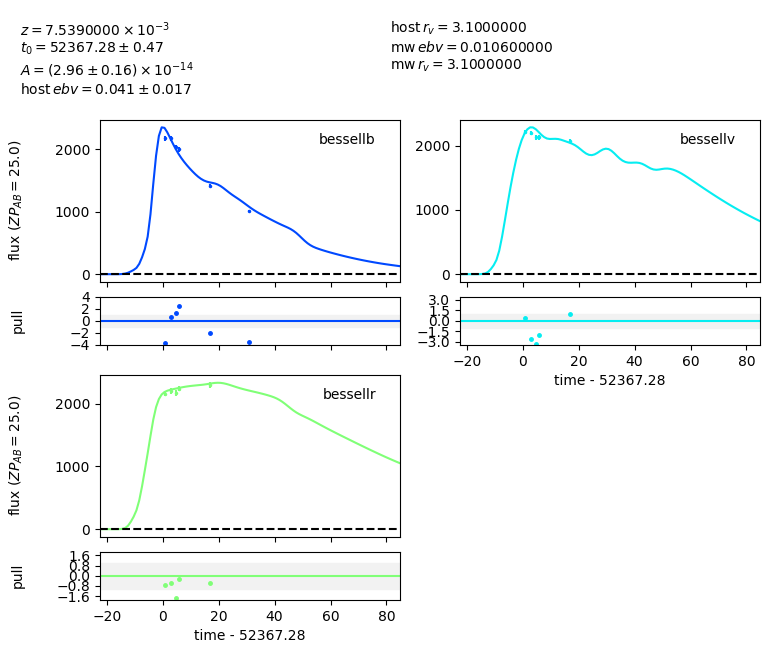 z = 7.5390000 × 10⁻³
t₀ = 52367.28 ± 0.47
A = (2.96 ± 0.16) × 10⁻¹⁴
host ebv = 0.041 ± 0.017
host r_v = 3.1000000
mw ebv = 0.010600000
mw r_v = 3.1000000
flux (ZP_AB = 25.0)
2000
1000
0
bessellb
2000
1000
0
bessellv
pull
4
2
0
−2
−4
3.0
1.5
0.0
−1.5
−3.0
−20
0
20
40
60
80
time - 52367.28
flux (ZP_AB = 25.0)
2000
1000
0
bessellr
pull
1.6
0.8
0.0
−0.8
−1.6
−20
0
20
40
60
80
time - 52367.28